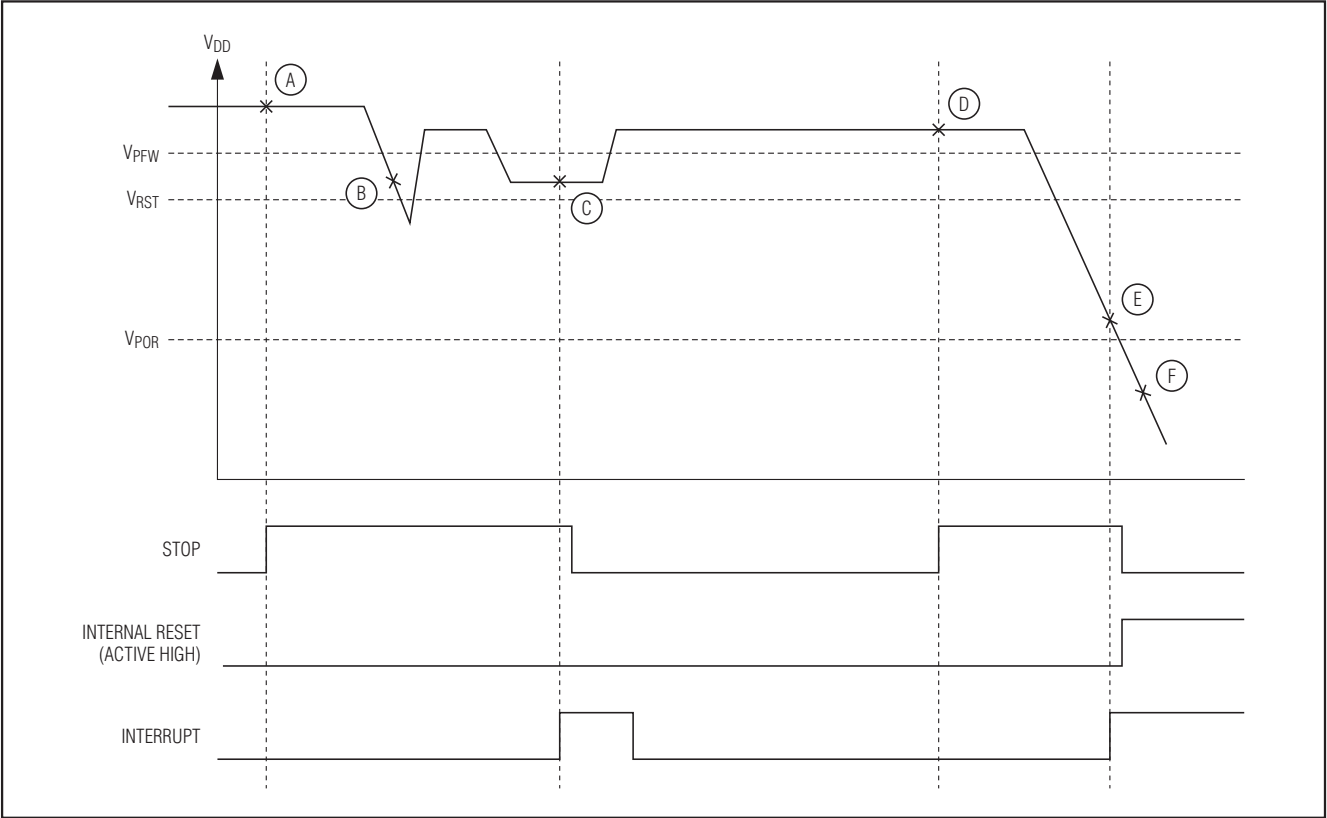 VDD
A
D
VPFW
B
VRST
C
E
VPOR
F
STOP
INTERNAL RESET
(ACTIVE HIGH)
INTERRUPT